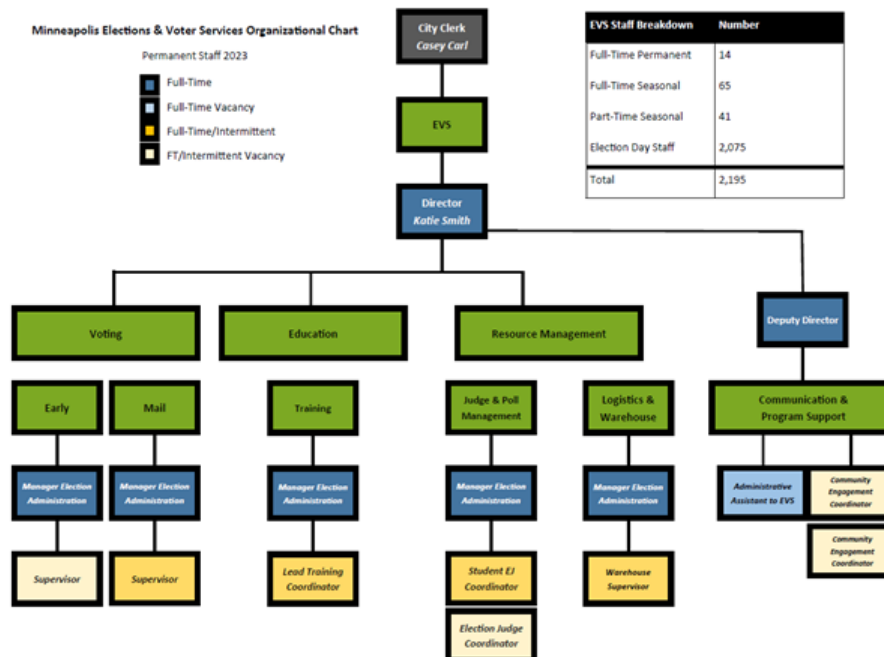 Minneapolis Elections & Voter Services Organizational Chart
Permanent Staff 2023
Full-Time
Full-Time Vacancy
Full-Time/Intermittent
FT/Intermittent Vacancy
City Clerk
Casey Carl
EVS
Director
Katie Smith
EVS Staff Breakdown Number
Full-Time Permanent 14
Full-Time Seasonal 65
Part-Time Seasonal 41
Election Day Staff 2,075
Total 2,195
Voting
Education
Resource Management
Deputy Director
Early
Mail
Training
Judge & Poll
Management
Logistics &
Warehouse
Communication &
Program Support
Manager Election
Administration
Manager Election
Administration
Manager Election
Administration
Manager Election
Administration
Manager Election
Administration
Administrative
Assistant to EVS
Community
Engagement
Coordinator
Supervisor
Supervisor
Lead Training
Coordinator
Student EJ
Coordinator
Warehouse
Supervisor
Community
Engagement
Coordinator
Election Judge
Coordinator